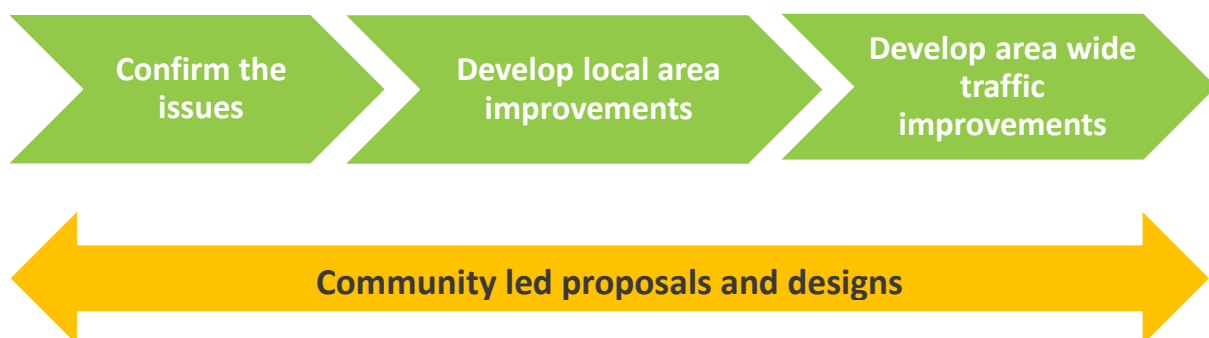 Confirm the
issues
Develop local area
improvements
Develop area wide
traffic
improvements
Community led proposals and designs